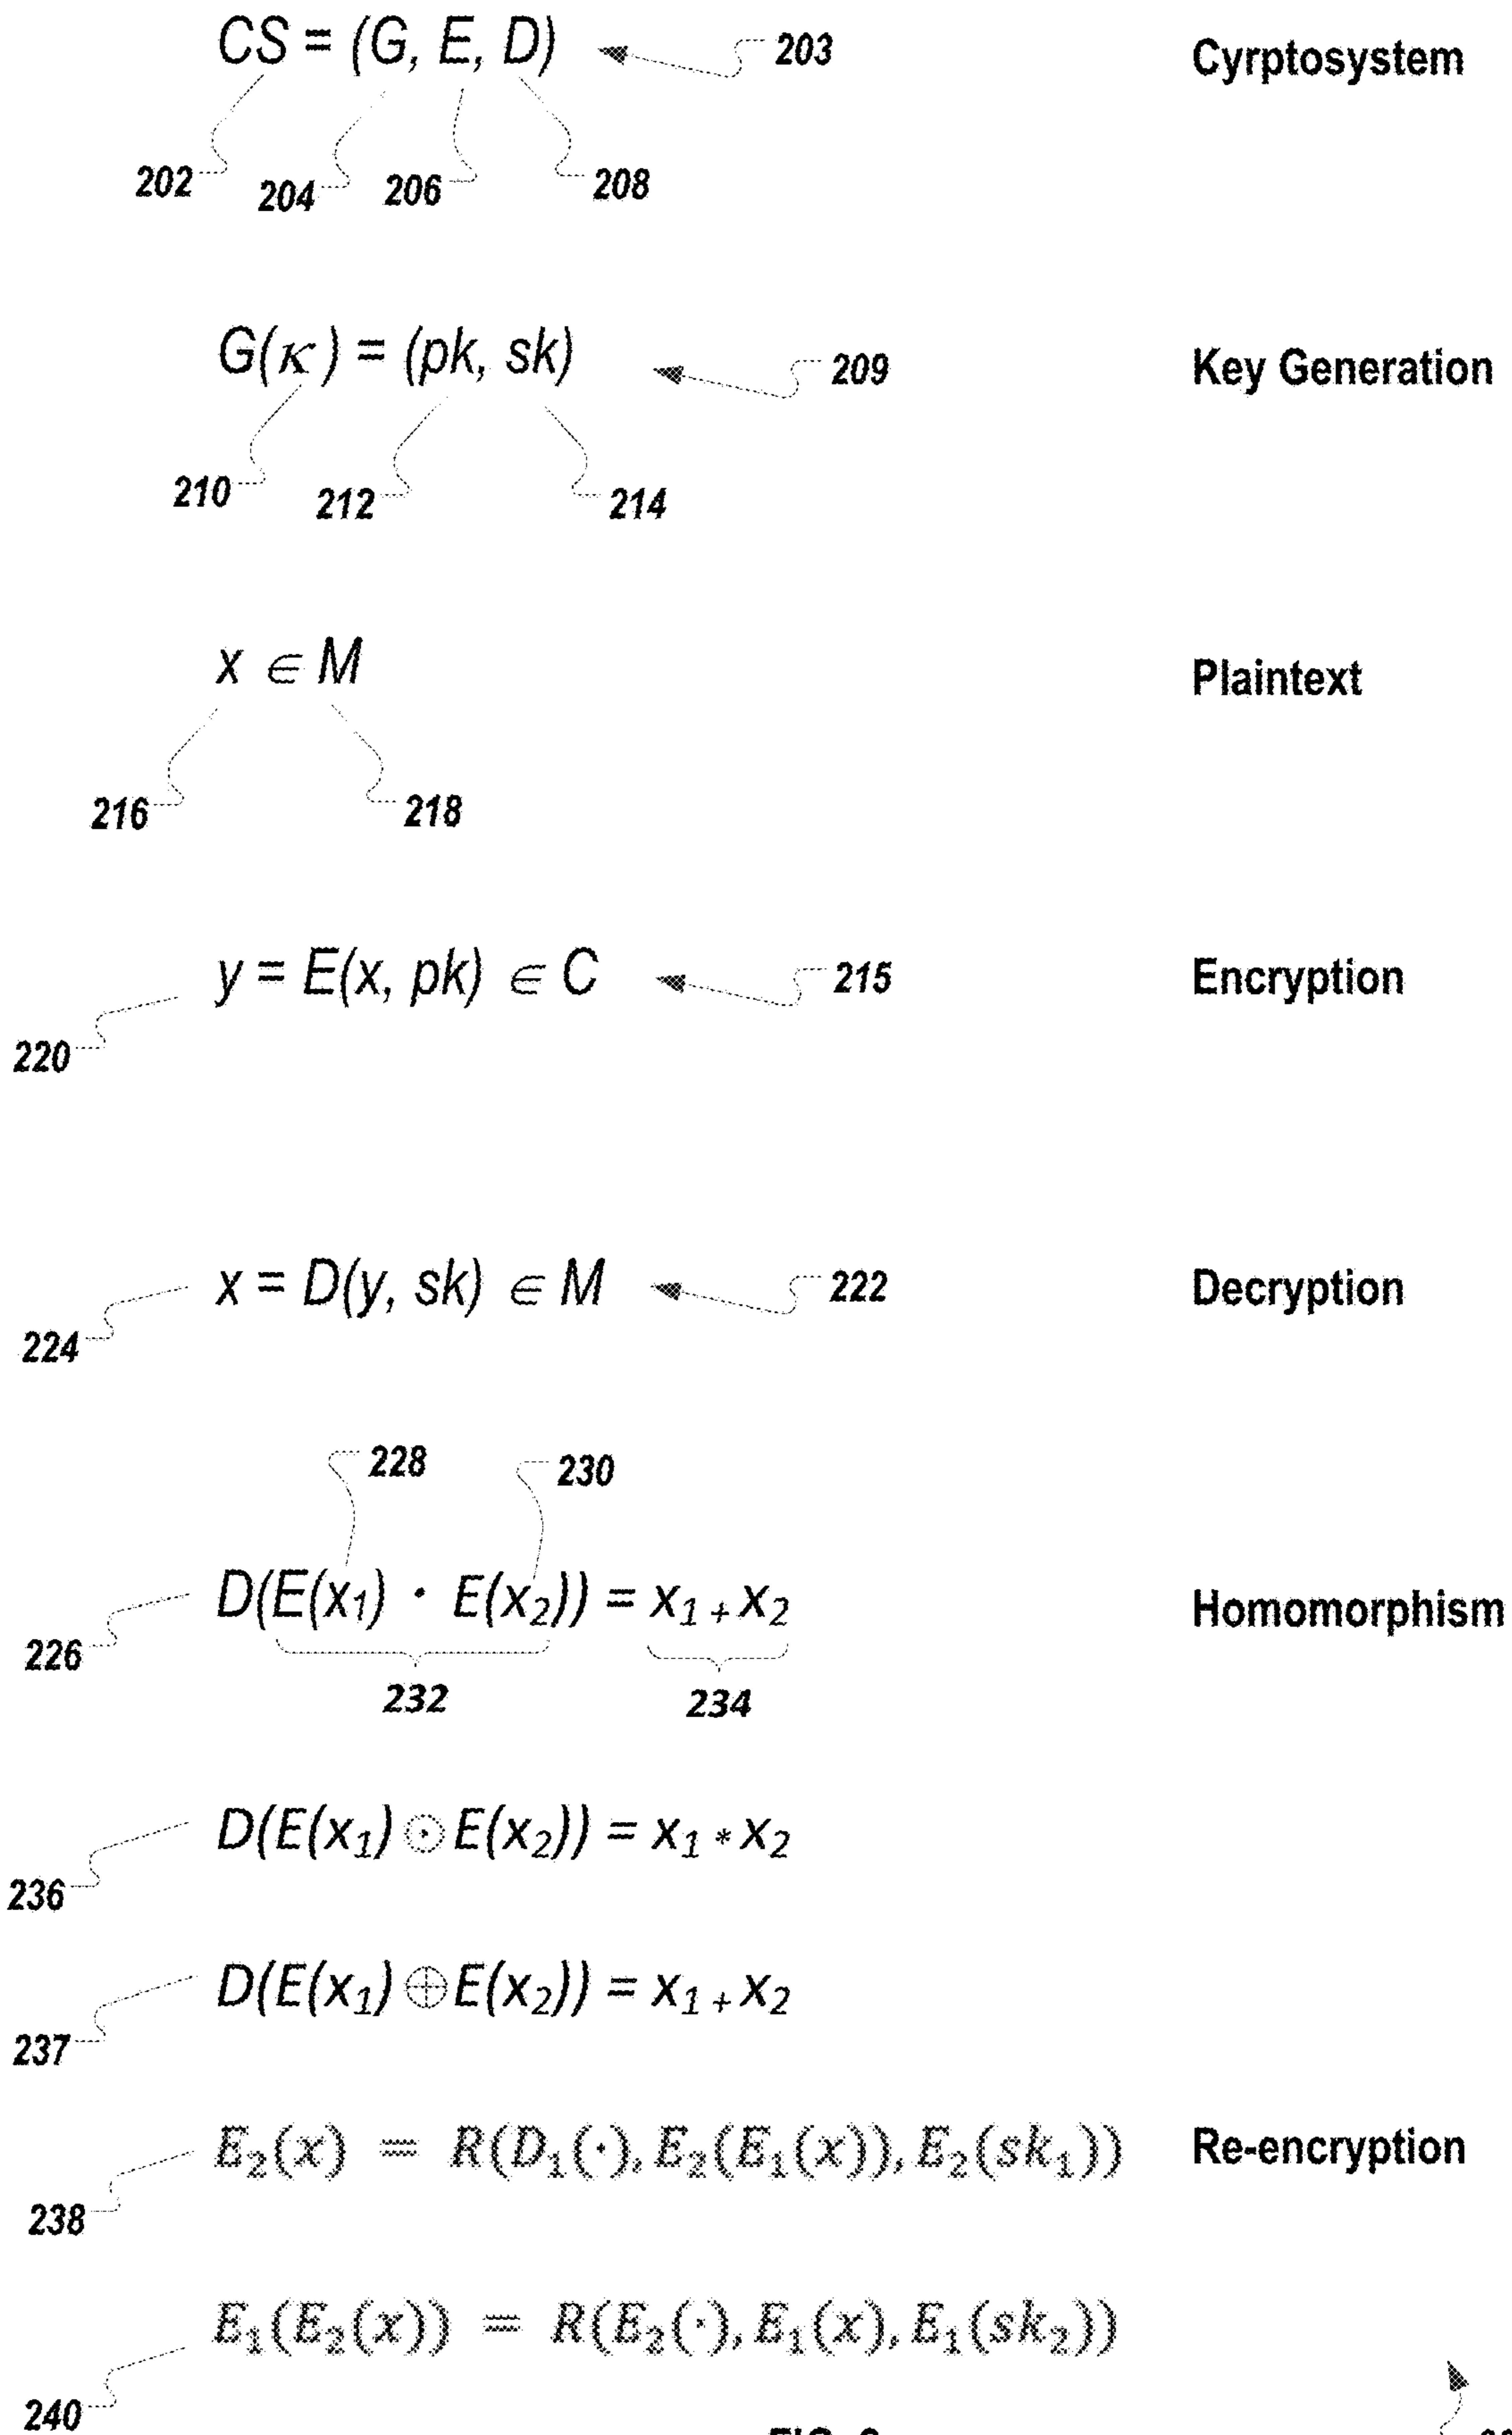 CS = (G, E, D) 203 Cyrptosystem
202 204 206 208
G(κ) = (pk, sk) 209 Key Generation
210 212 214
x ∈ M Plaintext
216 218
y = E(x, pk) ∈ C 215 Encryption
220
x = D(y, sk) ∈ M 222 Decryption
224
228 230
D(E(x₁) · E(x₂)) = x₁ + x₂ Homomorphism
226 232 234
D(E(x₁) ⊙ E(x₂)) = x₁ * x₂
236
D(E(x₁) ⊕ E(x₂)) = x₁ + x₂
237
E₂(x) = R(D₁(·), E₂(E₁(x)), E₂(sk₁)) Re-encryption
238
E₁(E₂(x)) = R(E₂(·), E₁(x), E₁(sk₂))
240